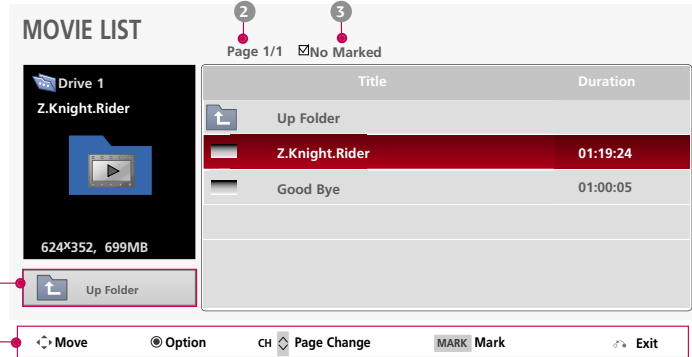 2 3
MOVIE LIST
Page 1/1 ☑No Marked
Drive 1
Z.Knight.Rider
624x352, 699MB
Up Folder
Title Duration
Up Folder
Z.Knight.Rider 01:19:24
Good Bye 01:00:05
Move Option CH Page Change MARK Mark Exit